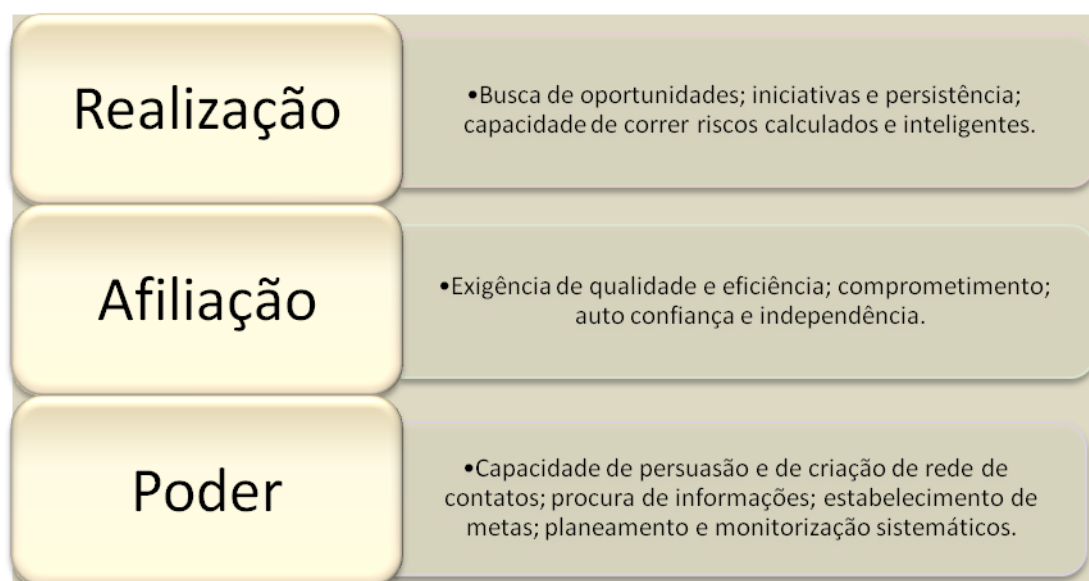 Realização
•Busca de oportunidades; iniciativas e persistência;
capacidade de correr riscos calculados e inteligentes.
Afiliação
•Exigência de qualidade e eficiência; comprometimento;
auto confiança e independência.
Poder
•Capacidade de persuasão e de criação de rede de
contatos; procura de informações; estabelecimento de
metas; planeamento e monitorização sistemáticos.